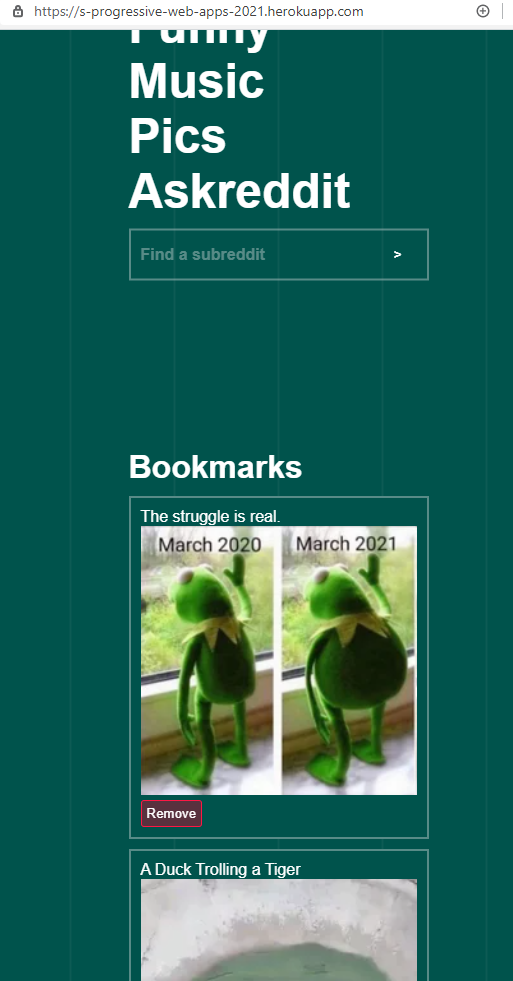 https://s-progressive-web-apps-2021.herokuapp.com
Funny
Music
Pics
Askreddit
Find a subreddit >
Bookmarks
The struggle is real.
March 2020 March 2021
Remove
A Duck Trolling a Tiger